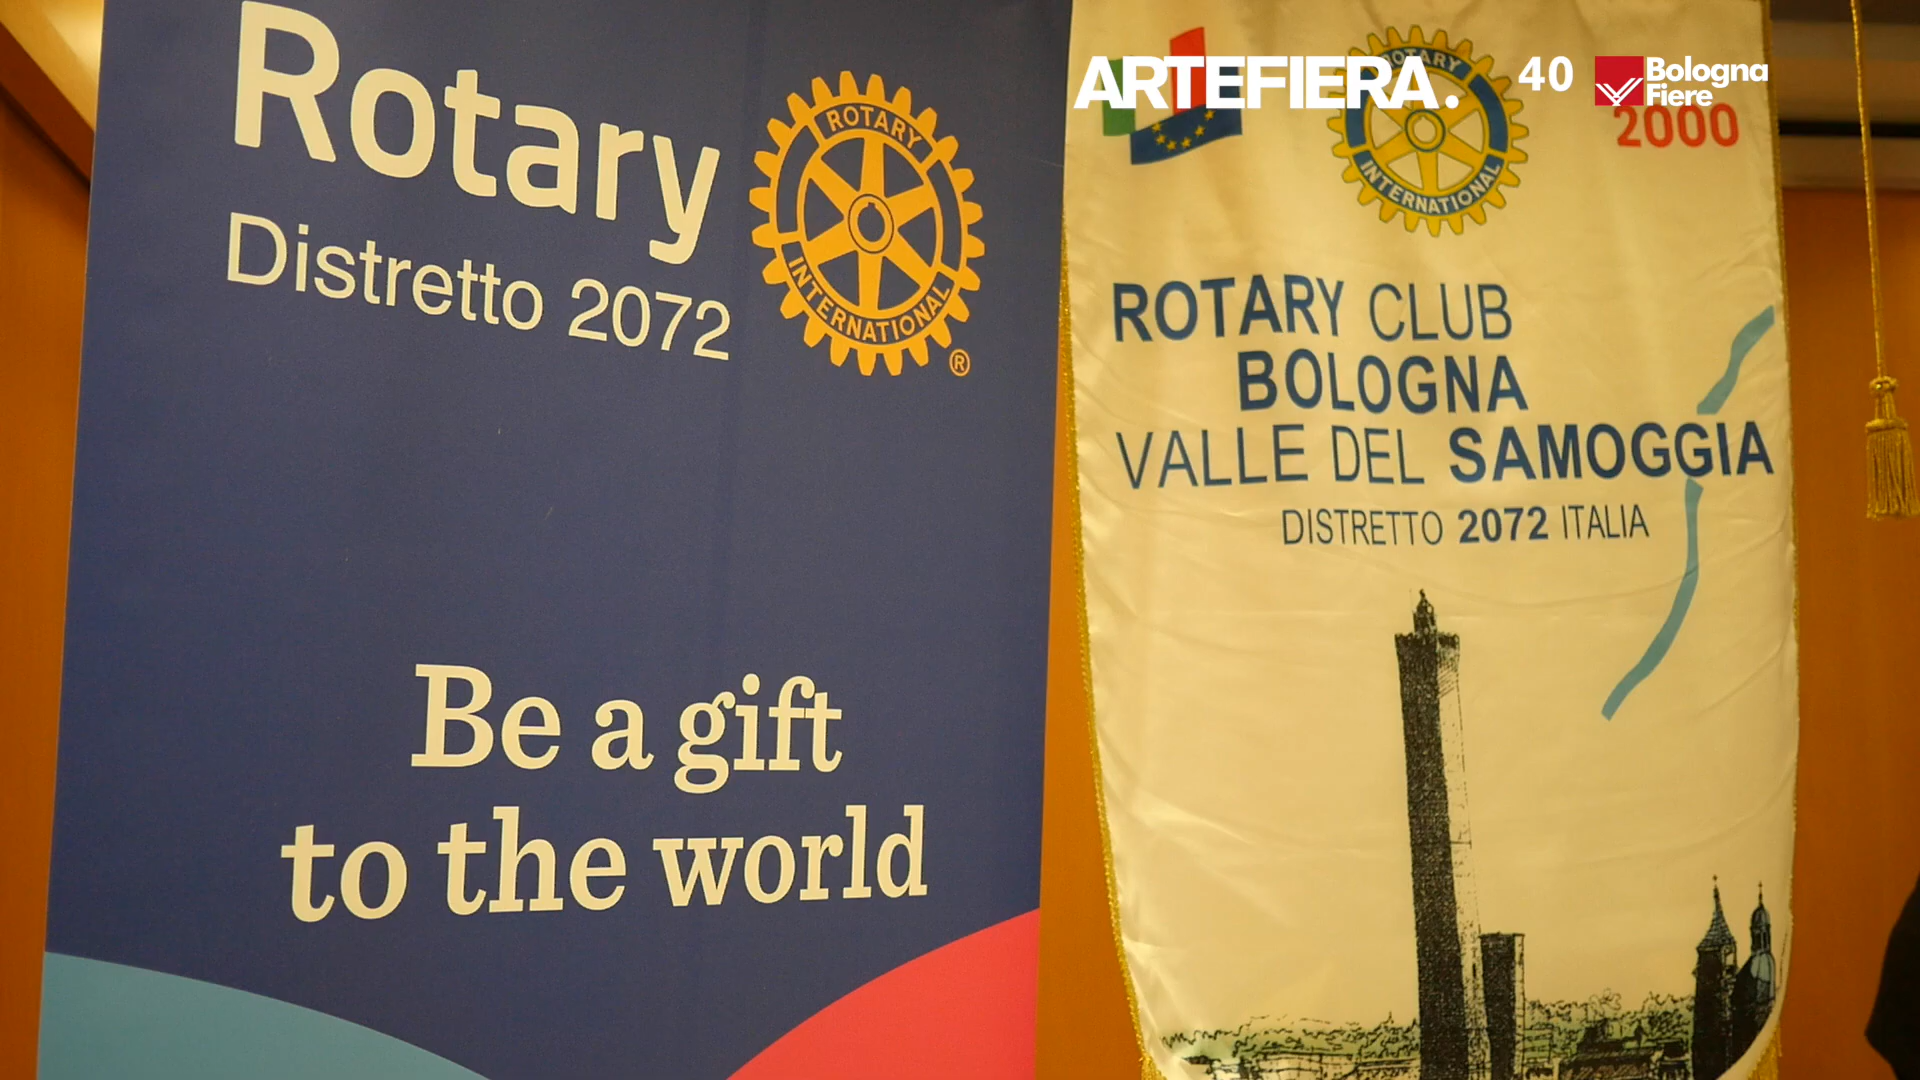 Rotary
Distretto 2072
ROTARY
INTERNATIONAL
®
Be a gift
to the world
ARTEFIERA. 40 Bologna
Fiere
ROTARY
INTERNATIONAL
2000
ROTARY CLUB
BOLOGNA
VALLE DEL SAMOGGIA
DISTRETTO 2072 ITALIA